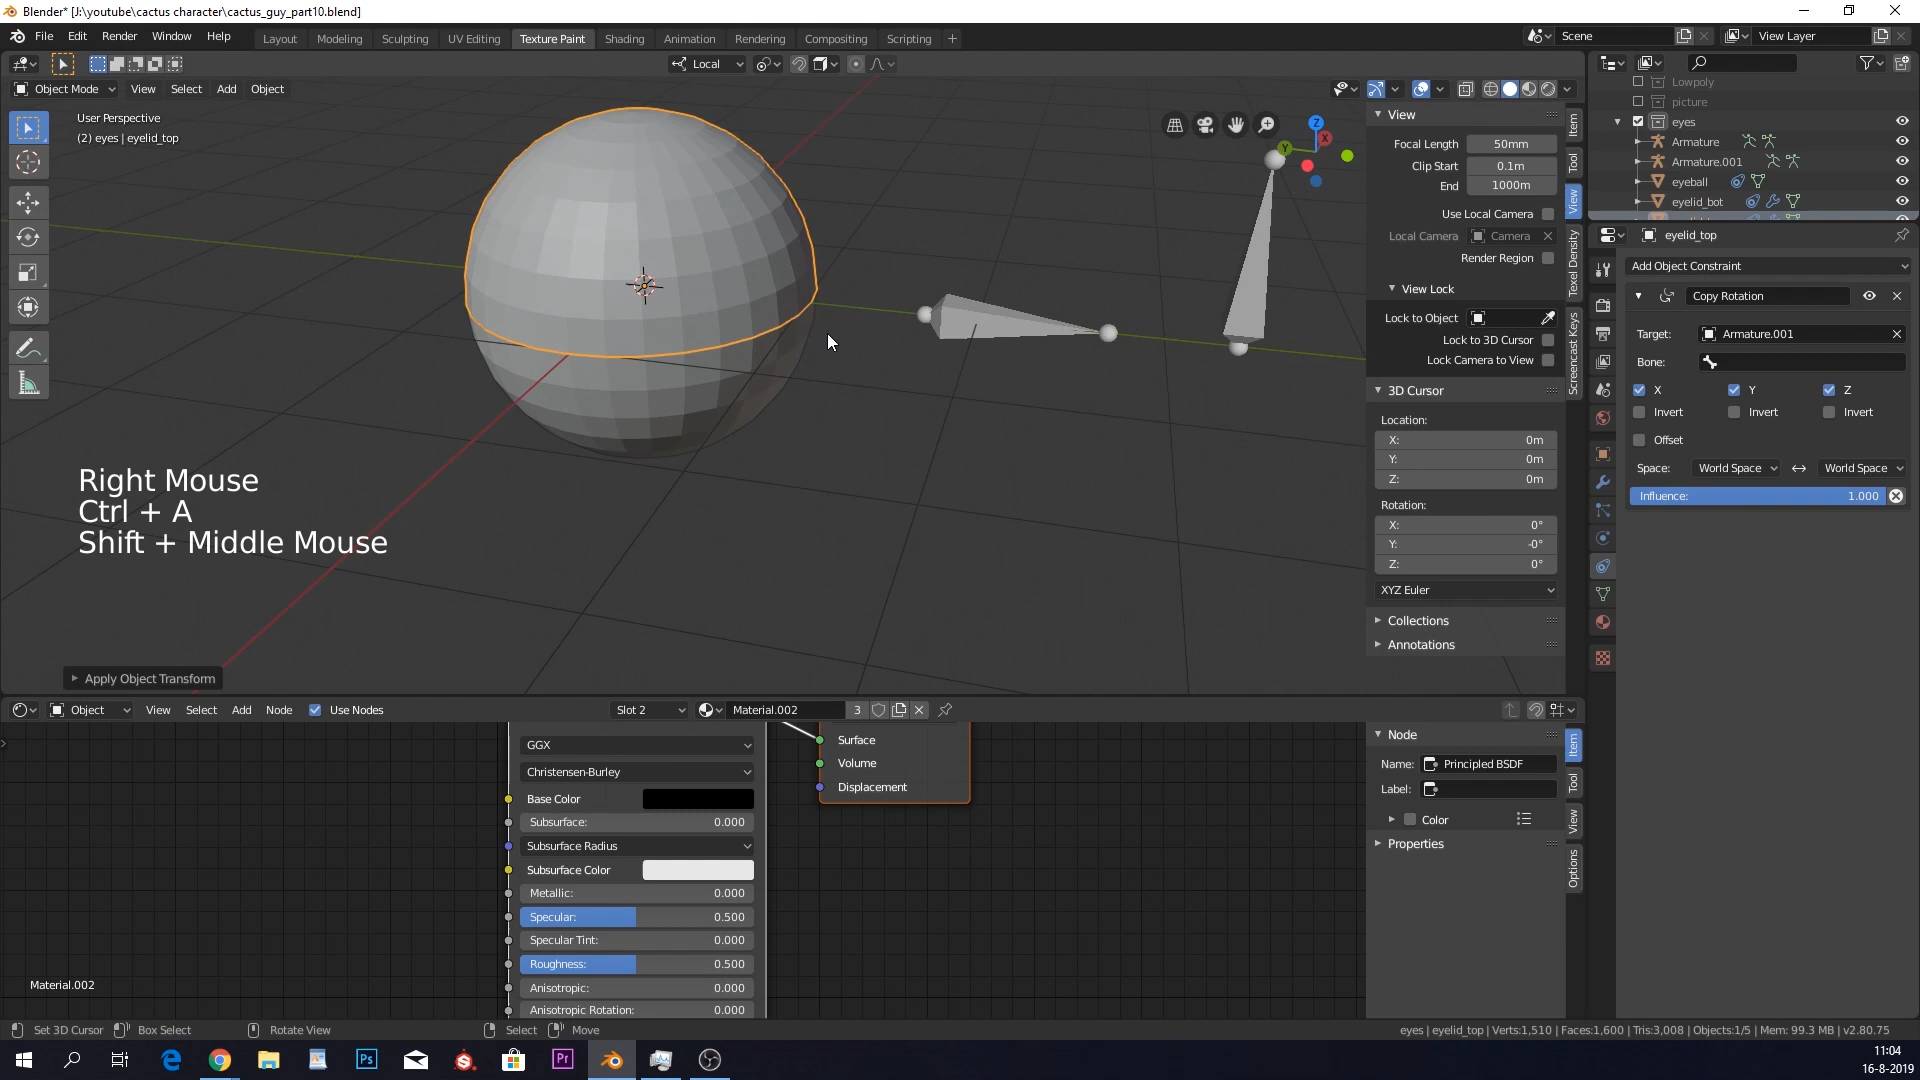 Blender* [J:\youtube\cactus character\cactus_guy_part10.blend]
File Edit Render Window Help Layout Modeling Sculpting UV Editing Texture Paint Shading Animation Rendering Compositing Scripting + Scene View Layer
Local
Object Mode View Select Add Object
User Perspective
(2) eyes | eyelid_top
Z
X
Y
Right Mouse
Ctrl + A
Shift + Middle Mouse
Apply Object Transform
View
Focal Length 50mm
Clip Start 0.1m
End 1000m
Use Local Camera
Local Camera Camera
Render Region
View Lock
Lock to Object
Lock to 3D Cursor
Lock Camera to View
3D Cursor
Location:
X: 0m
Y: 0m
Z: 0m
Rotation:
X: 0°
Y: -0°
Z: 0°
XYZ Euler
Collections
Annotations
Item
Tool
View
Texel Density
Screencast Keys
Lowpoly
picture
eyes
Armature
Armature.001
eyeball
eyelid_bot
eyelid_top
Add Object Constraint
Copy Rotation
Target: Armature.001
Bone:
X Y Z
Invert Invert Invert
Offset
Space: World Space World Space
Influence: 1.000
Object View Select Add Node Use Nodes Slot 2 Material.002 3
GGX
Christensen-Burley
Base Color
Subsurface: 0.000
Subsurface Radius
Subsurface Color
Metallic: 0.000
Specular: 0.500
Specular Tint: 0.000
Roughness: 0.500
Anisotropic: 0.000
Anisotropic Rotation: 0.000
Surface
Volume
Displacement
Material.002
Node
Name: Principled BSDF
Label:
Color
Properties
Item
Tool
View
Options
Set 3D Cursor Box Select Rotate View Select Move eyes | eyelid_top | Verts:1,510 | Faces:1,600 | Tris:3,008 | Objects:1/5 | Mem: 99.3 MB | v2.80.75
Ps
Pr
11:04
16-8-2019